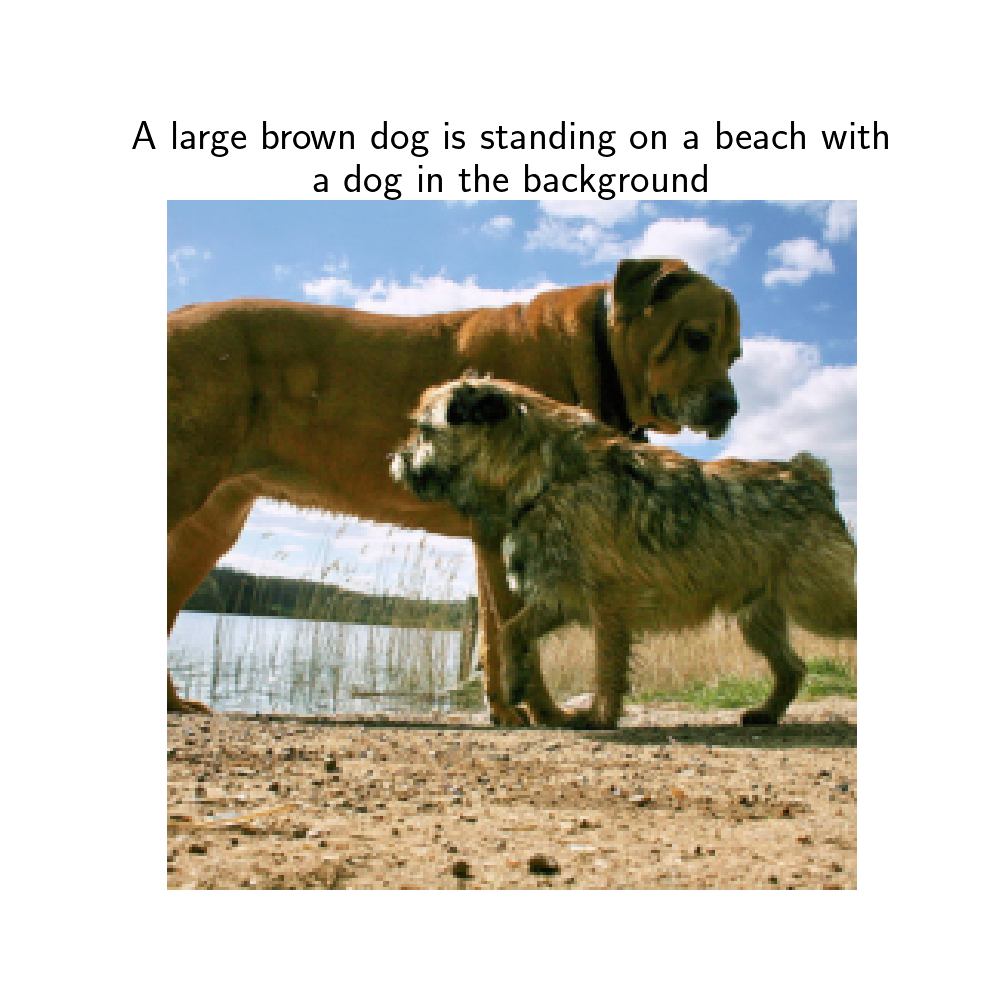 A large brown dog is standing on a beach with
a dog in the background